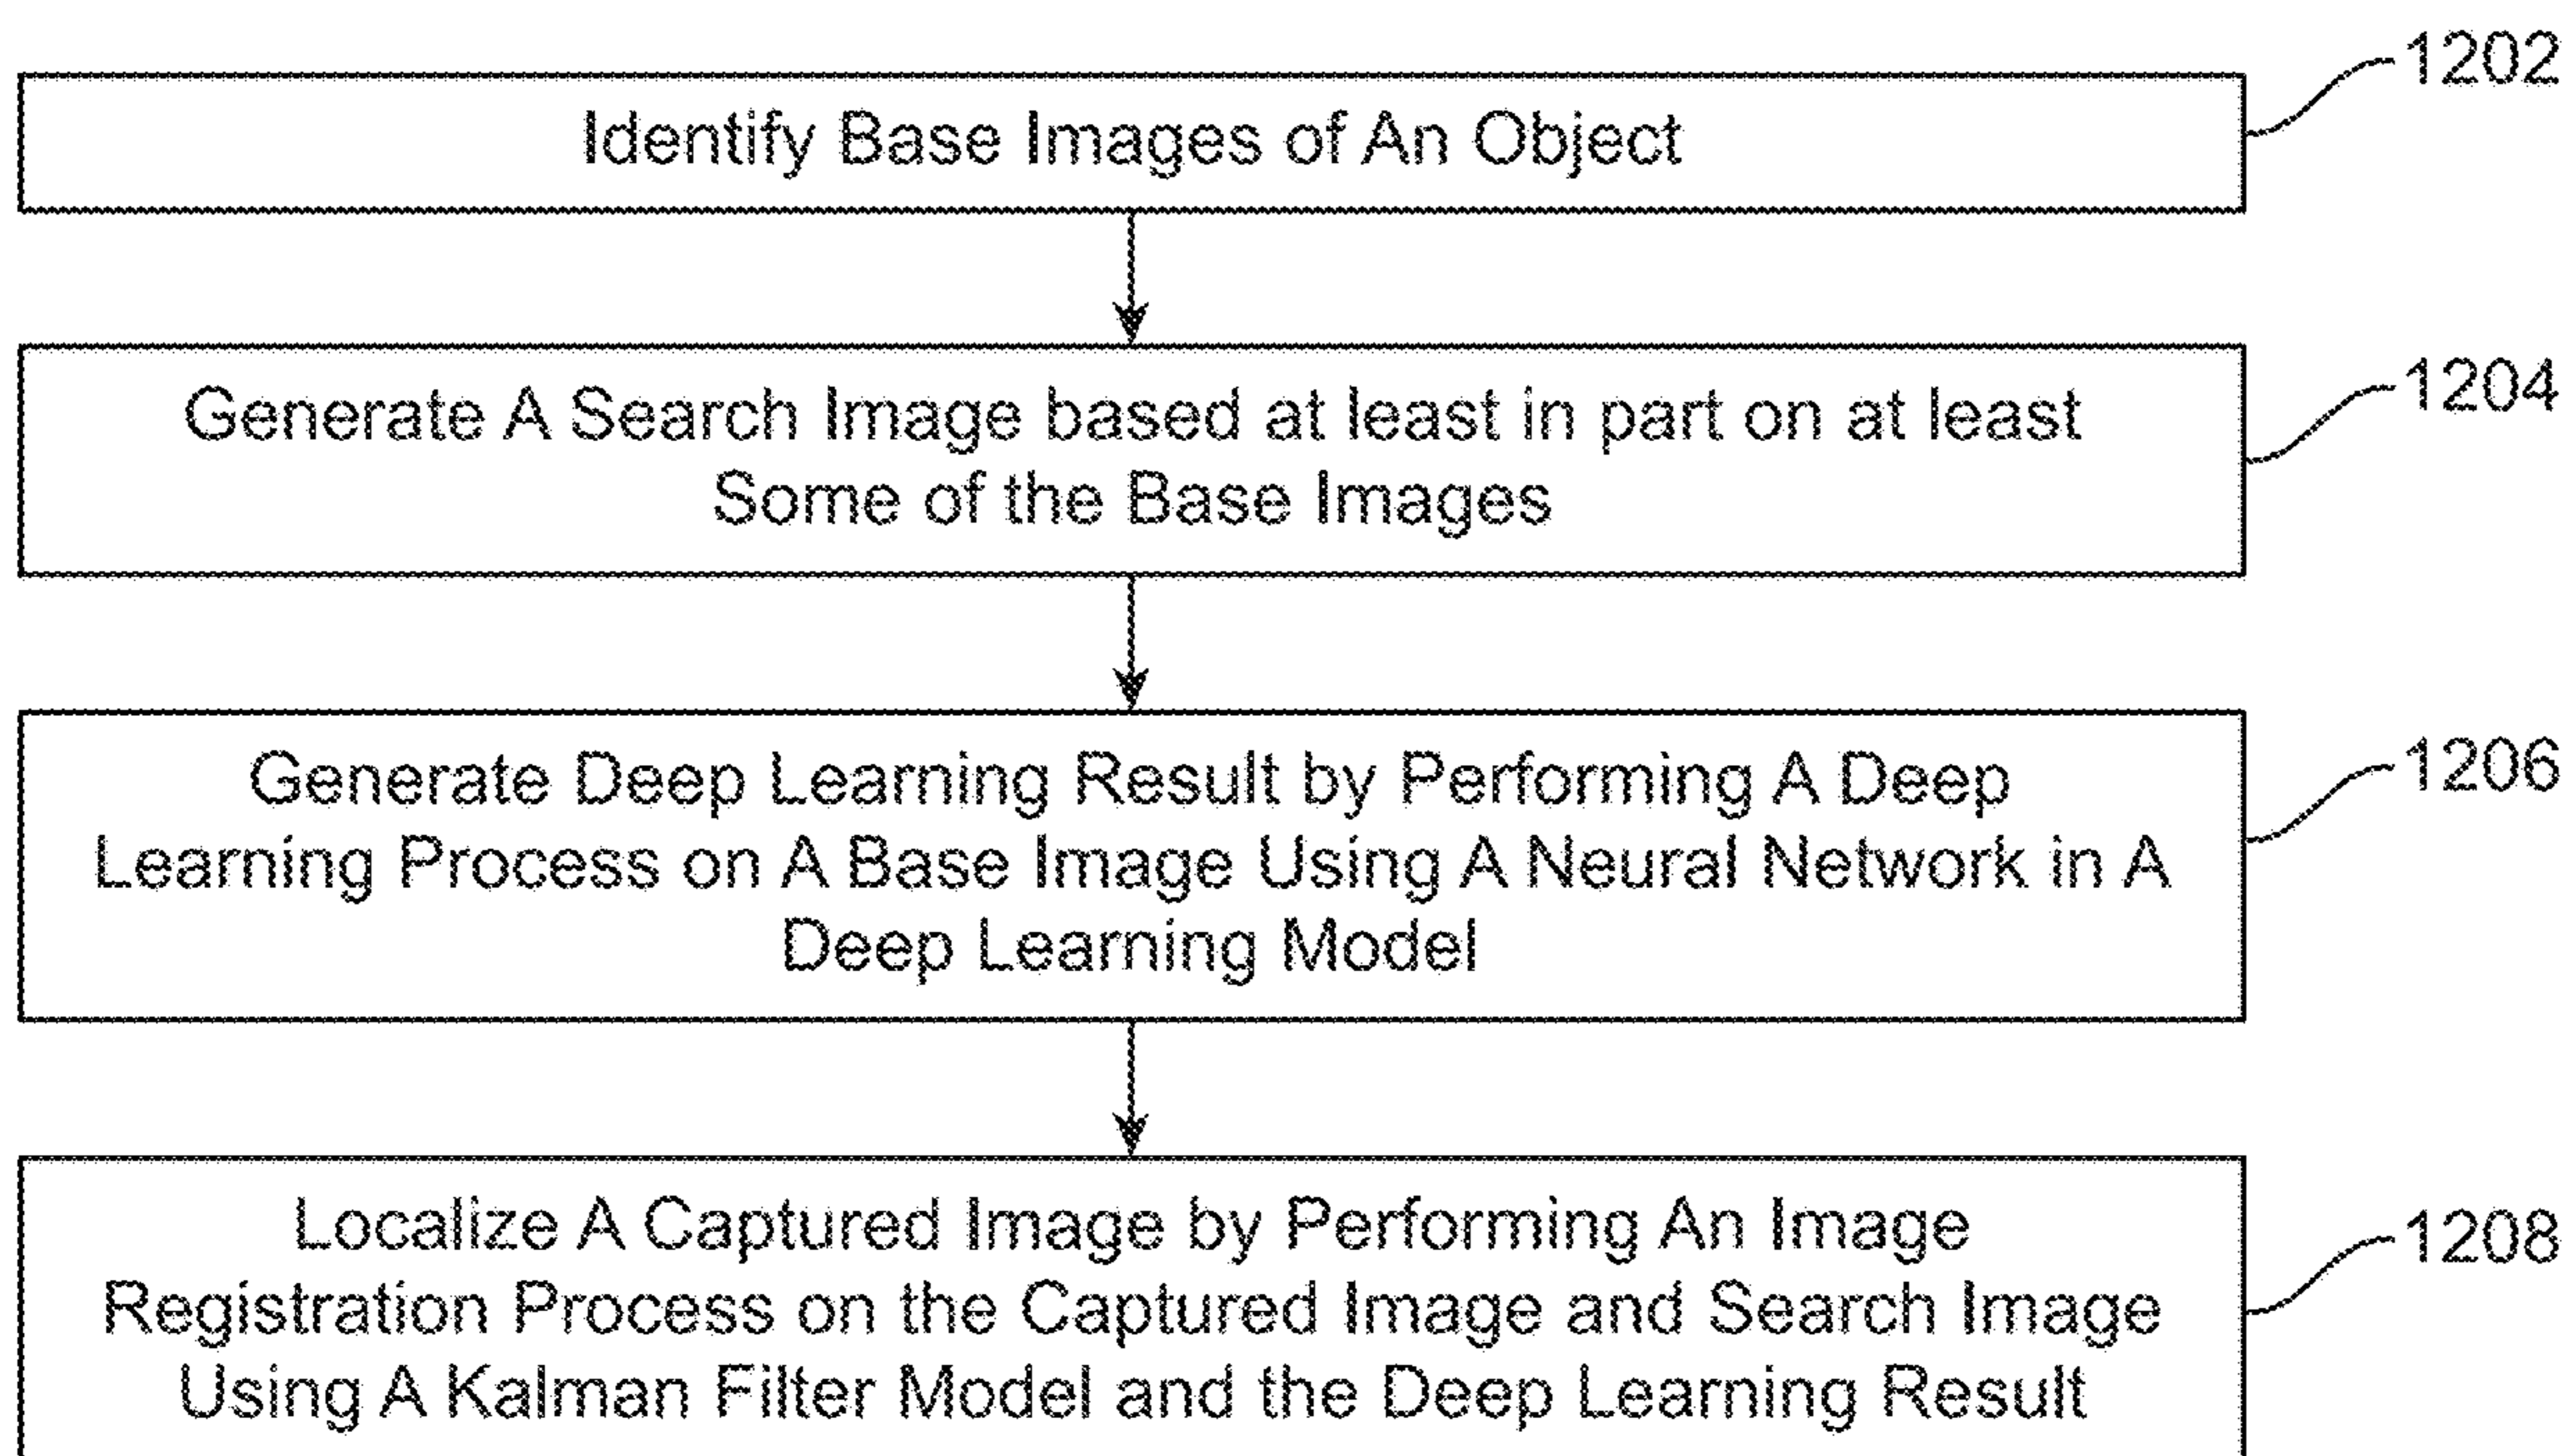 1202
Identify Base Images of An Object
1204
Generate A Search Image based at least in part on at least
Some of the Base Images
1206
Generate Deep Learning Result by Performing A Deep
Learning Process on A Base Image Using A Neural Network in A
Deep Learning Model
1208
Localize A Captured Image by Performing An Image
Registration Process on the Captured Image and Search Image
Using A Kalman Filter Model and the Deep Learning Result